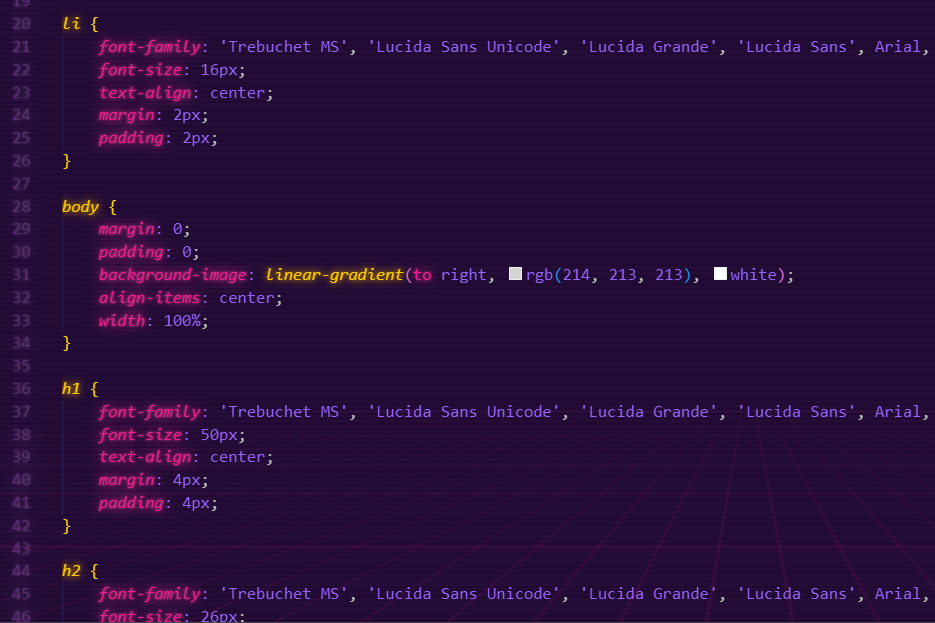 19
20 li {
21 font-family: 'Trebuchet MS', 'Lucida Sans Unicode', 'Lucida Grande', 'Lucida Sans', Arial,
22 font-size: 16px;
23 text-align: center;
24 margin: 2px;
25 padding: 2px;
26 }
27
28 body {
29 margin: 0;
30 padding: 0;
31 background-image: linear-gradient(to right, rgb(214, 213, 213), white);
32 align-items: center;
33 width: 100%;
34 }
35
36 h1 {
37 font-family: 'Trebuchet MS', 'Lucida Sans Unicode', 'Lucida Grande', 'Lucida Sans', Arial,
38 font-size: 50px;
39 text-align: center;
40 margin: 4px;
41 padding: 4px;
42 }
43
44 h2 {
45 font-family: 'Trebuchet MS', 'Lucida Sans Unicode', 'Lucida Grande', 'Lucida Sans', Arial,
46 font-size: 26px;